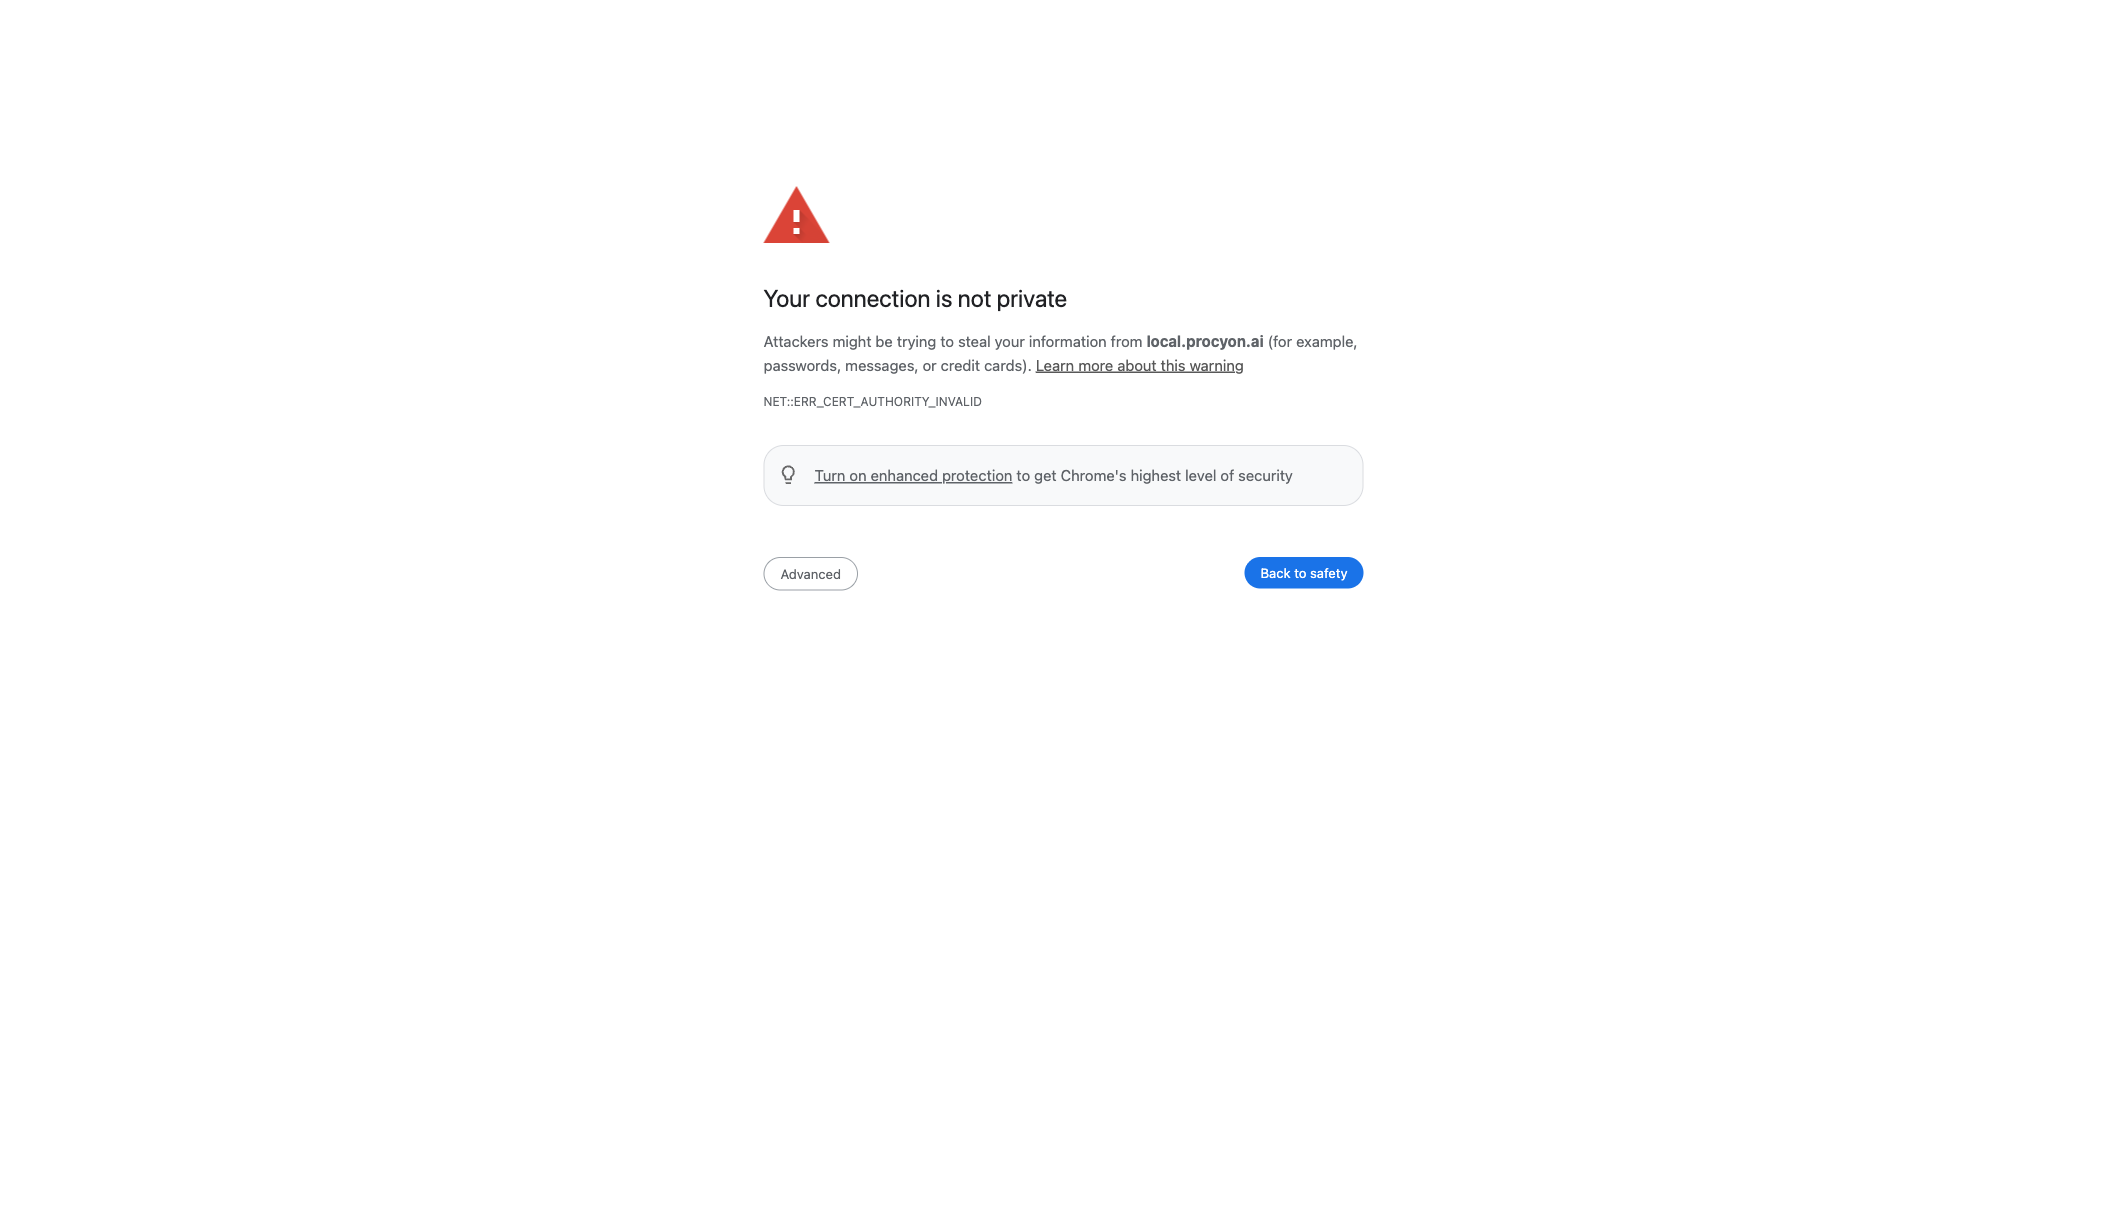 Your connection is not private
Attackers might be trying to steal your information from local.procyon.ai (for example,
passwords, messages, or credit cards). Learn more about this warning
NET::ERR_CERT_AUTHORITY_INVALID
Turn on enhanced protection to get Chrome's highest level of security
Advanced
Back to safety